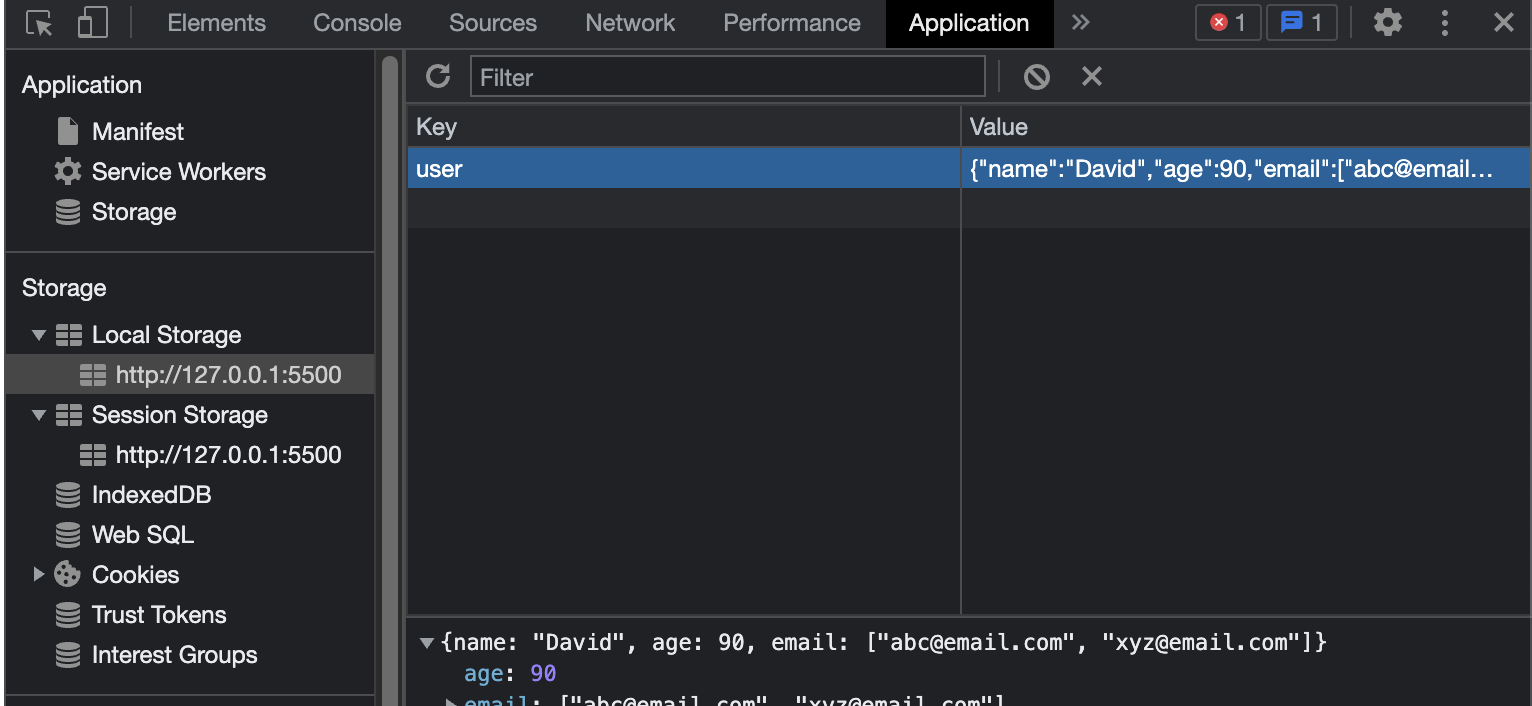 Elements Console Sources Network Performance Application » 1 1
Application
Manifest
Service Workers
Storage
Storage
Local Storage
http://127.0.0.1:5500
Session Storage
http://127.0.0.1:5500
IndexedDB
Web SQL
Cookies
Trust Tokens
Interest Groups
Filter
Key Value
user {"name":"David","age":90,"email":["abc@email…
{name: "David", age: 90, email: ["abc@email.com", "xyz@email.com"]}
age: 90
email: ["abc@email.com", "xyz@email.com"]